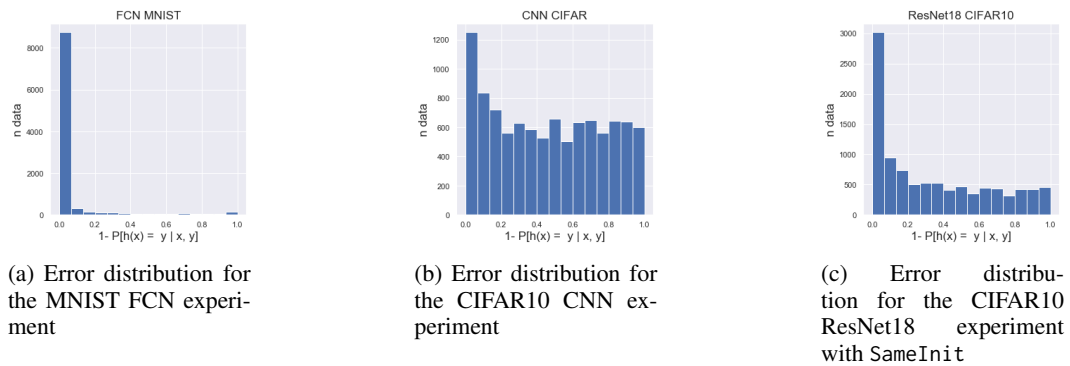 FCN MNIST
8000
6000
4000
2000
0
n data
0.0 0.2 0.4 0.6 0.8 1.0
1- P[h(x) = y | x, y]
(a) Error distribution for
the MNIST FCN experi-
ment
CNN CIFAR
1200
1000
800
600
400
200
0
n data
0.0 0.2 0.4 0.6 0.8 1.0
1- P[h(x) = y | x, y]
(b) Error distribution for
the CIFAR10 CNN ex-
periment
ResNet18 CIFAR10
3000
2500
2000
1500
1000
500
0
n data
0.0 0.2 0.4 0.6 0.8 1.0
1- P[h(x) = y | x, y]
(c) Error distribu-
tion for the CIFAR10
ResNet18 experiment
with SameInit